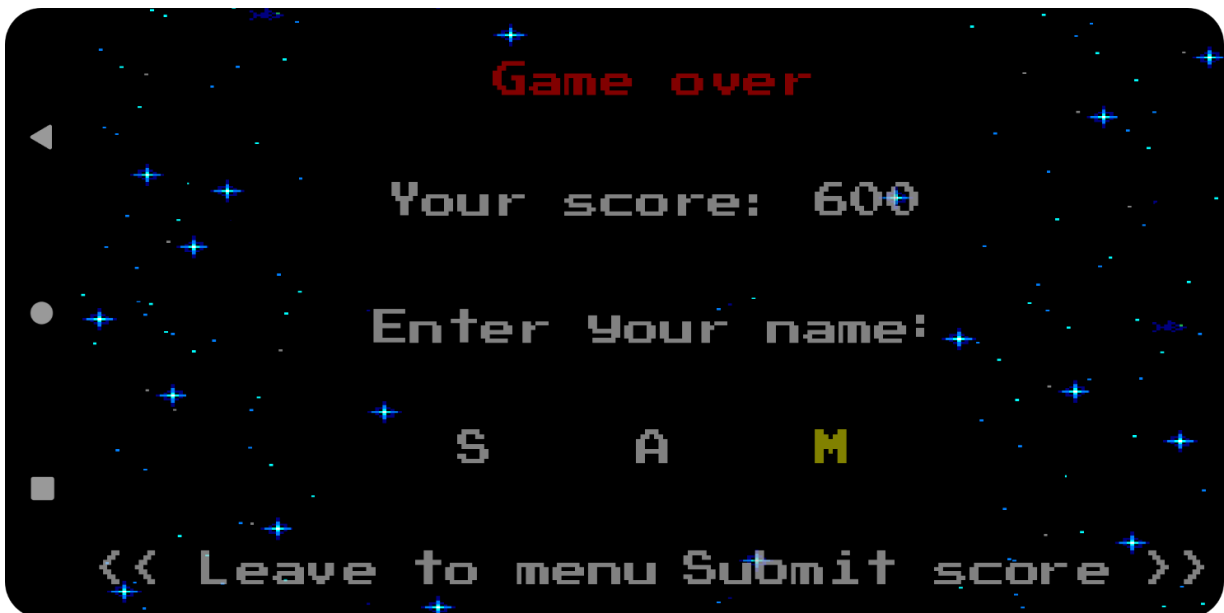 Game over
Your score: 600
Enter your name:
S A M
<< Leave to menu Submit score >>